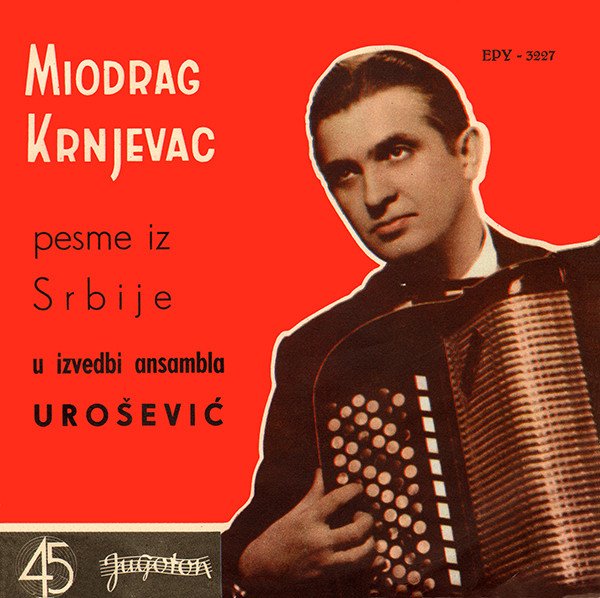 EPY - 3227
MIODRAG
KRNJEVAC
pesme iz
Srbije
u izvedbi ansambla
UROŠEVIĆ
45 jugoton